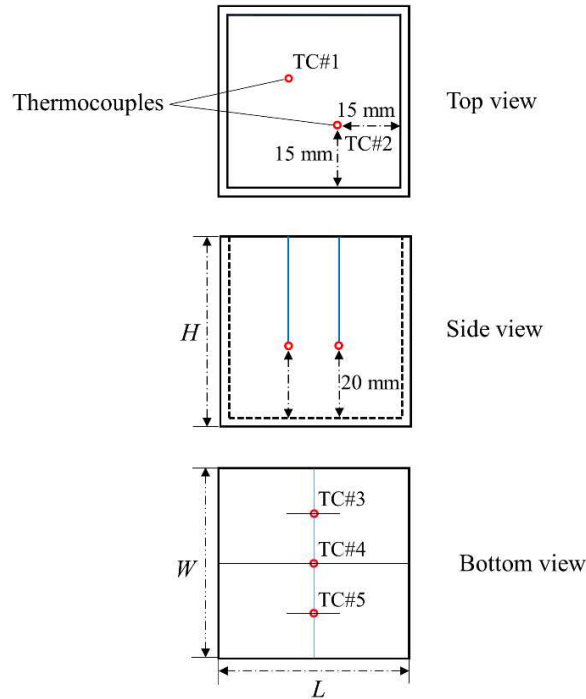 TC#1
Thermocouples
15 mm
Top view
TC#2
15 mm
H
Side view
20 mm
TC#3
W
TC#4
Bottom view
TC#5
L